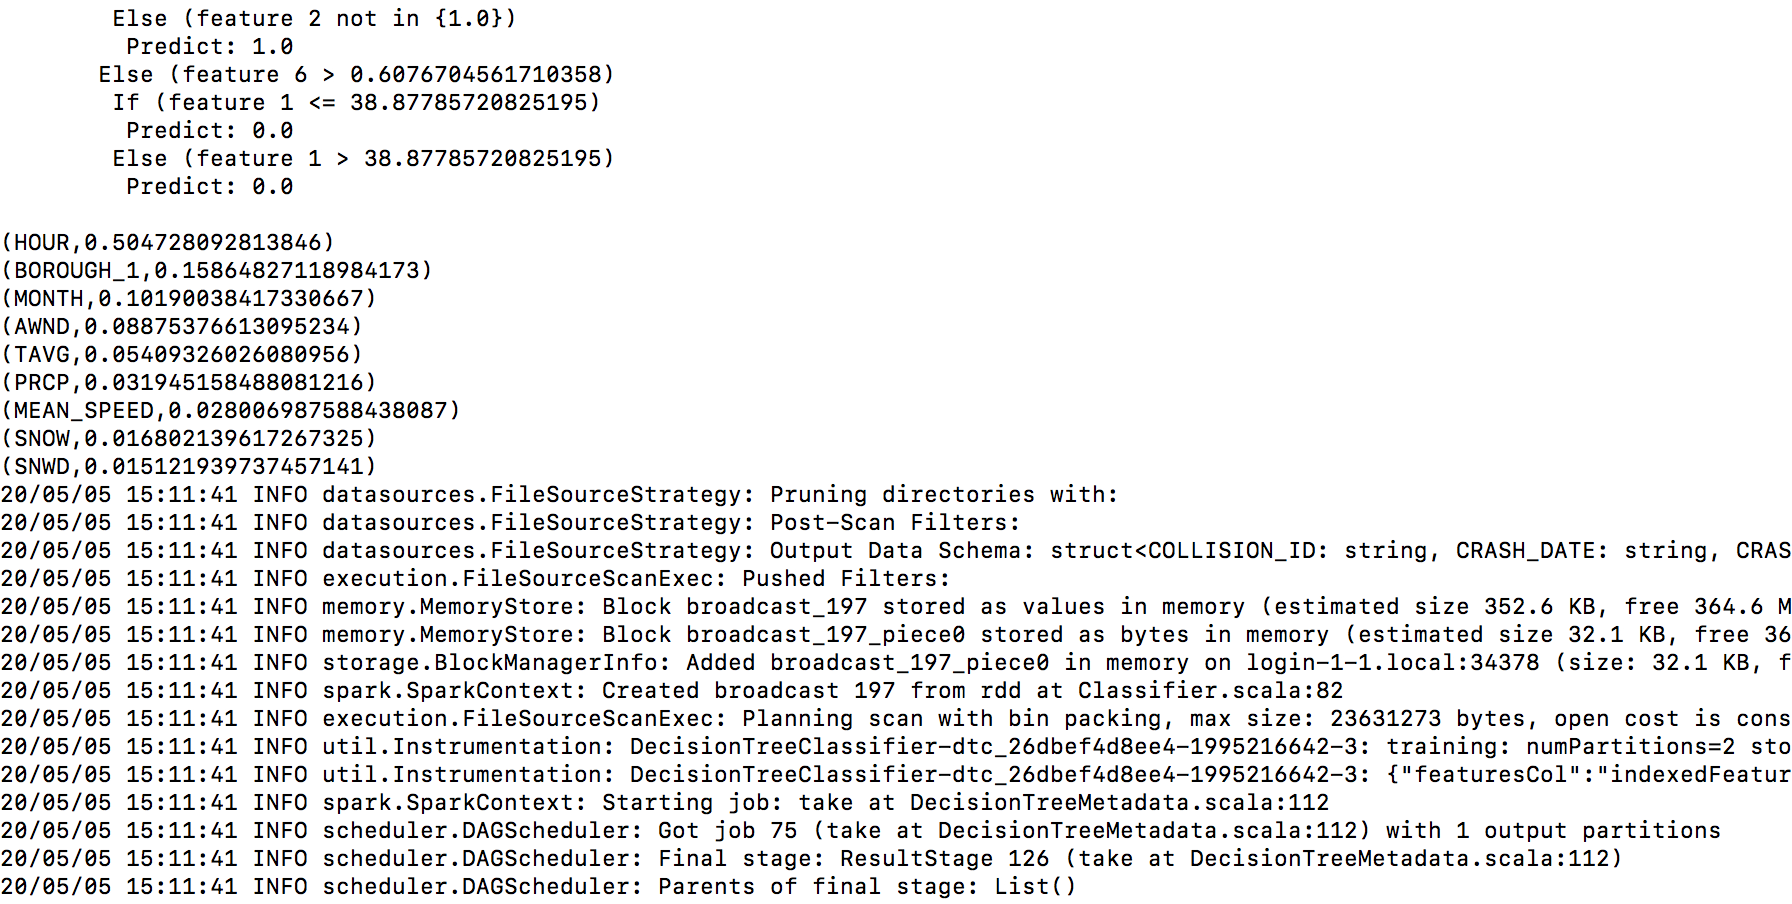 Else (feature 2 not in {1.0})
Predict: 1.0
Else (feature 6 > 0.6076704561710358)
If (feature 1 <= 38.87785720825195)
Predict: 0.0
Else (feature 1 > 38.87785720825195)
Predict: 0.0
(HOUR,0.504728092813846)
(BOROUGH_1,0.15864827118984173)
(MONTH,0.10190038417330667)
(AWND,0.08875376613095234)
(TAVG,0.05409326026080956)
(PRCP,0.031945158488081216)
(MEAN_SPEED,0.028006987588438087)
(SNOW,0.016802139617267325)
(SNWD,0.015121939737457141)
20/05/05 15:11:41 INFO datasources.FileSourceStrategy: Pruning directories with:
20/05/05 15:11:41 INFO datasources.FileSourceStrategy: Post-Scan Filters:
20/05/05 15:11:41 INFO datasources.FileSourceStrategy: Output Data Schema: struct<COLLISION_ID: string, CRASH_DATE: string, CRAS
20/05/05 15:11:41 INFO execution.FileSourceScanExec: Pushed Filters:
20/05/05 15:11:41 INFO memory.MemoryStore: Block broadcast_197 stored as values in memory (estimated size 352.6 KB, free 364.6 M
20/05/05 15:11:41 INFO memory.MemoryStore: Block broadcast_197_piece0 stored as bytes in memory (estimated size 32.1 KB, free 36
20/05/05 15:11:41 INFO storage.BlockManagerInfo: Added broadcast_197_piece0 in memory on login-1-1.local:34378 (size: 32.1 KB, f
20/05/05 15:11:41 INFO spark.SparkContext: Created broadcast 197 from rdd at Classifier.scala:82
20/05/05 15:11:41 INFO execution.FileSourceScanExec: Planning scan with bin packing, max size: 23631273 bytes, open cost is cons
20/05/05 15:11:41 INFO util.Instrumentation: DecisionTreeClassifier-dtc_26dbef4d8ee4-1995216642-3: training: numPartitions=2 sto
20/05/05 15:11:41 INFO util.Instrumentation: DecisionTreeClassifier-dtc_26dbef4d8ee4-1995216642-3: {"featuresCol":"indexedFeatur
20/05/05 15:11:41 INFO spark.SparkContext: Starting job: take at DecisionTreeMetadata.scala:112
20/05/05 15:11:41 INFO scheduler.DAGScheduler: Got job 75 (take at DecisionTreeMetadata.scala:112) with 1 output partitions
20/05/05 15:11:41 INFO scheduler.DAGScheduler: Final stage: ResultStage 126 (take at DecisionTreeMetadata.scala:112)
20/05/05 15:11:41 INFO scheduler.DAGScheduler: Parents of final stage: List()